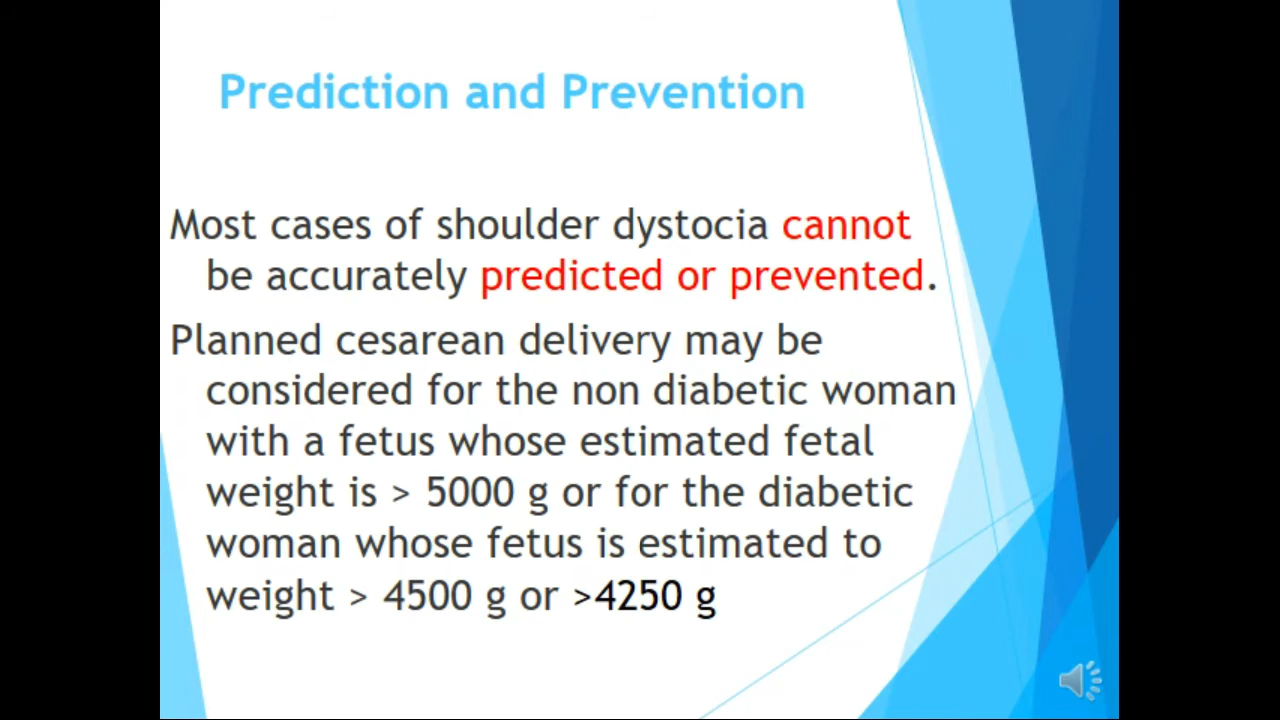 Prediction and Prevention
Most cases of shoulder dystocia cannot
be accurately predicted or prevented.
Planned cesarean delivery may be
considered for the non diabetic woman
with a fetus whose estimated fetal
weight is > 5000 g or for the diabetic
woman whose fetus is estimated to
weight > 4500 g or >4250 g